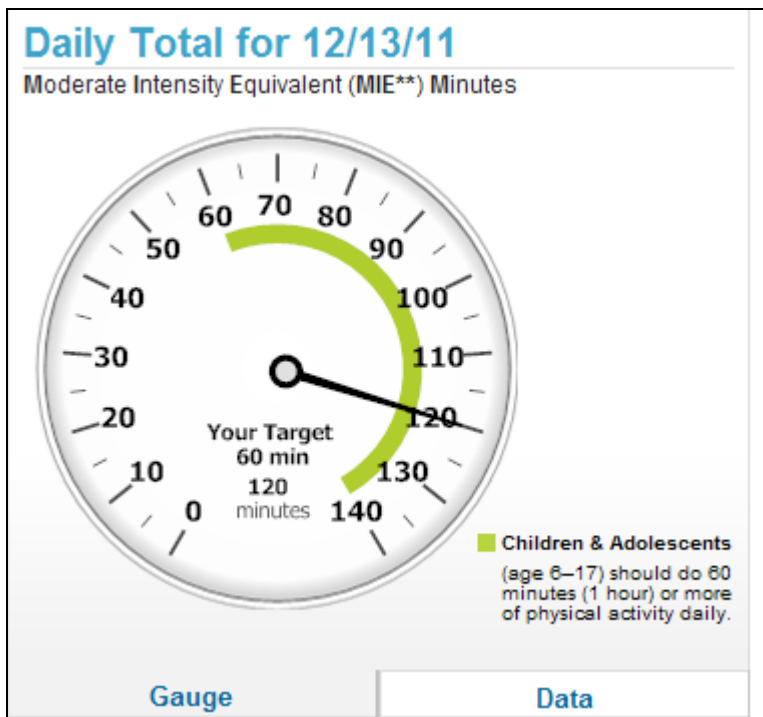 Daily Total for 12/13/11
Moderate Intensity Equivalent (MIE**) Minutes
0
10
20
30
40
50
60
70
80
90
100
110
120
130
140
Your Target
60 min
120
minutes
Children & Adolescents
(age 6–17) should do 60
minutes (1 hour) or more
of physical activity daily.
Gauge
Data